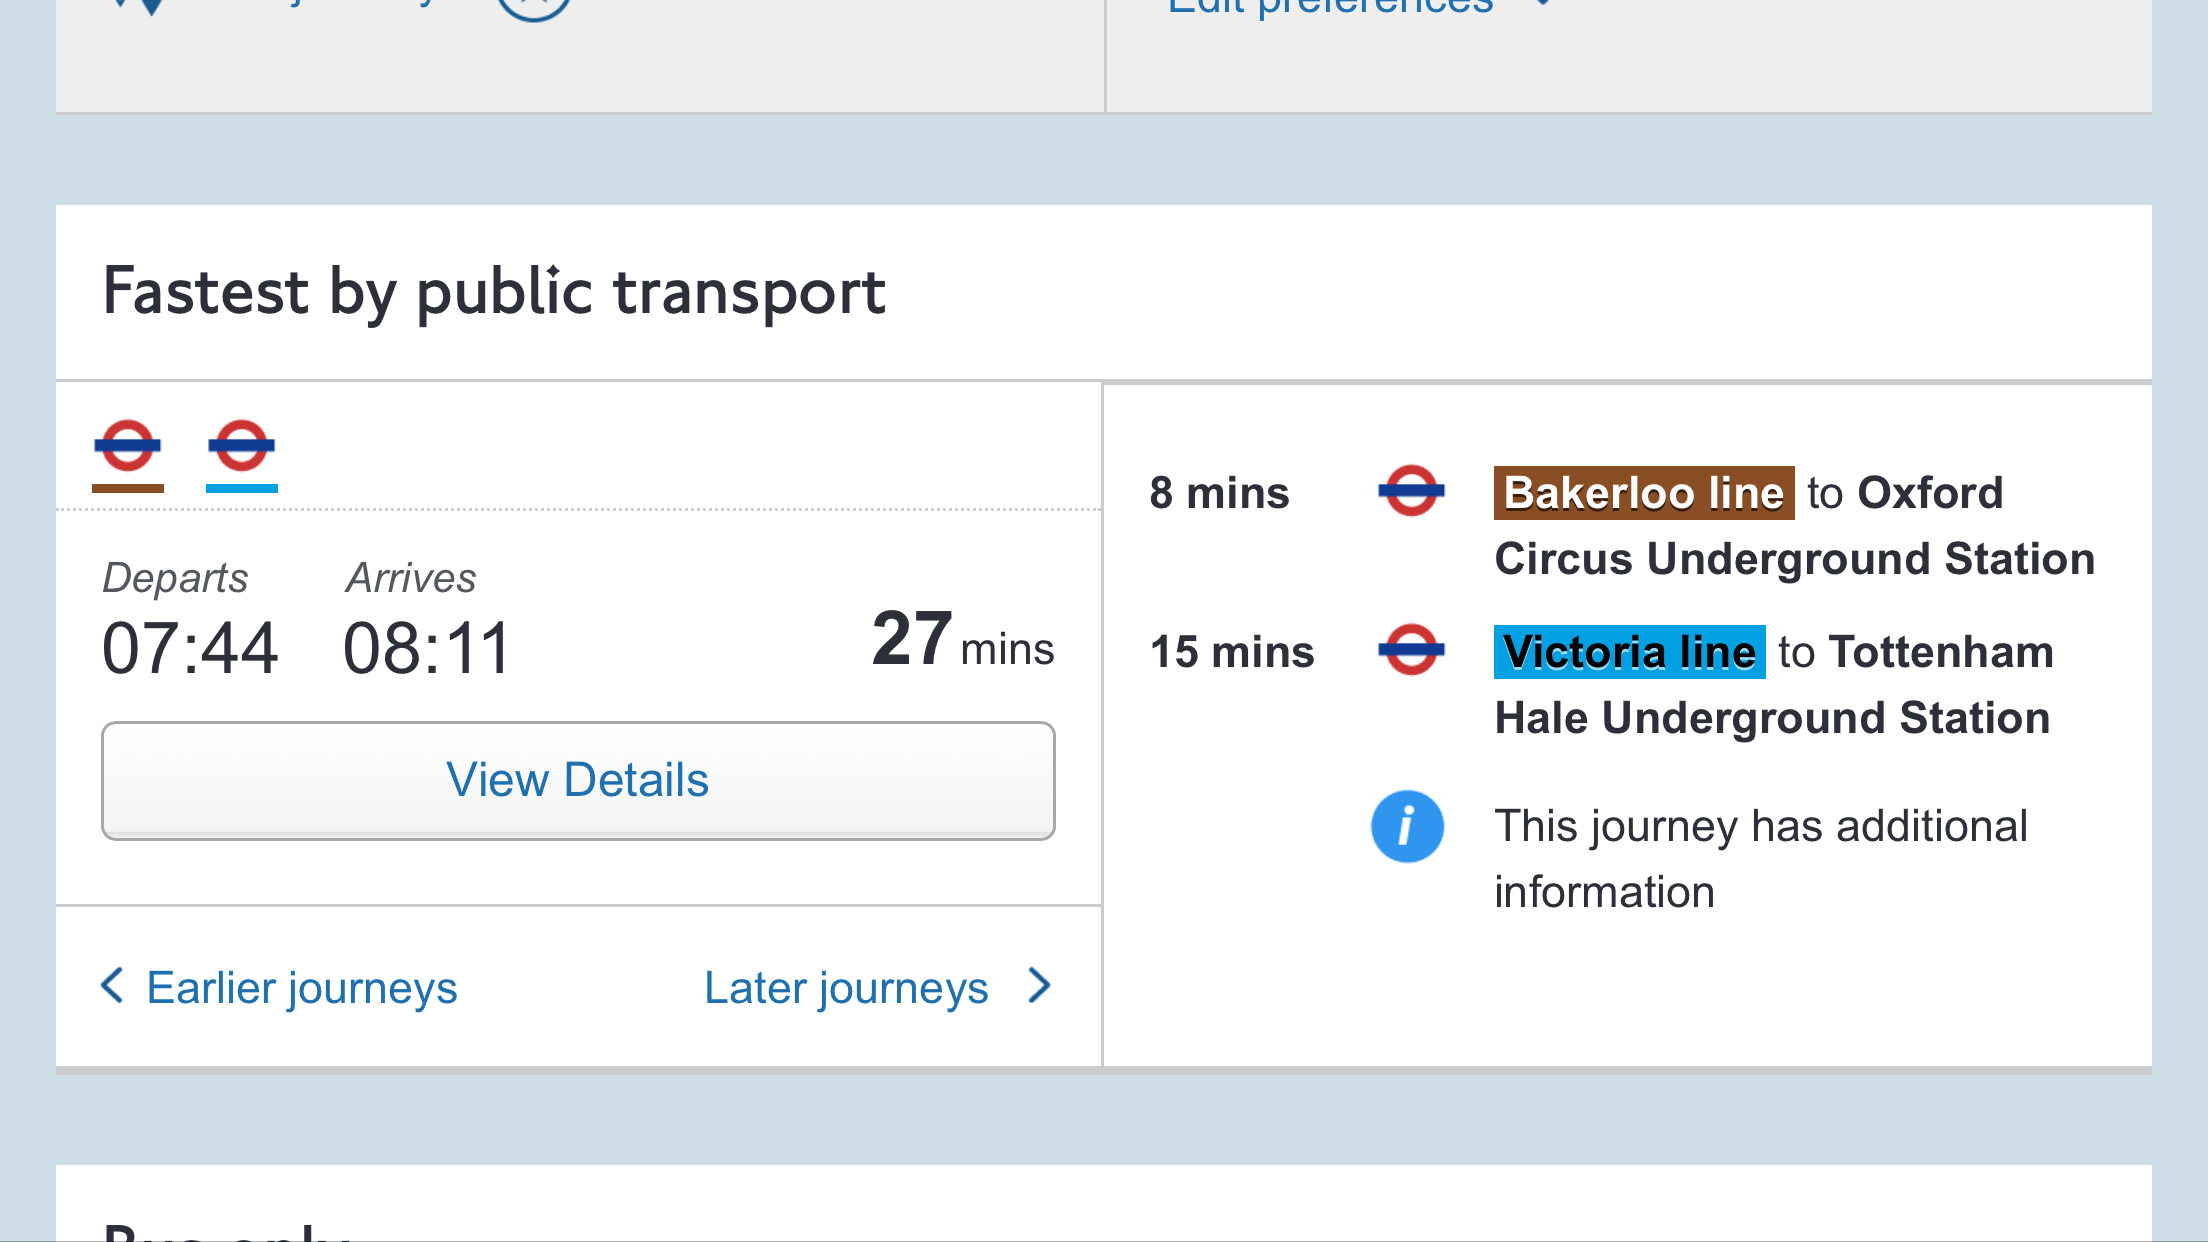 Edit preferences
Fastest by public transport
Departs Arrives
07:44 08:11 27 mins
View Details
Earlier journeys Later journeys
8 mins Bakerloo line to Oxford
Circus Underground Station
15 mins Victoria line to Tottenham
Hale Underground Station
i This journey has additional
information
Bus only